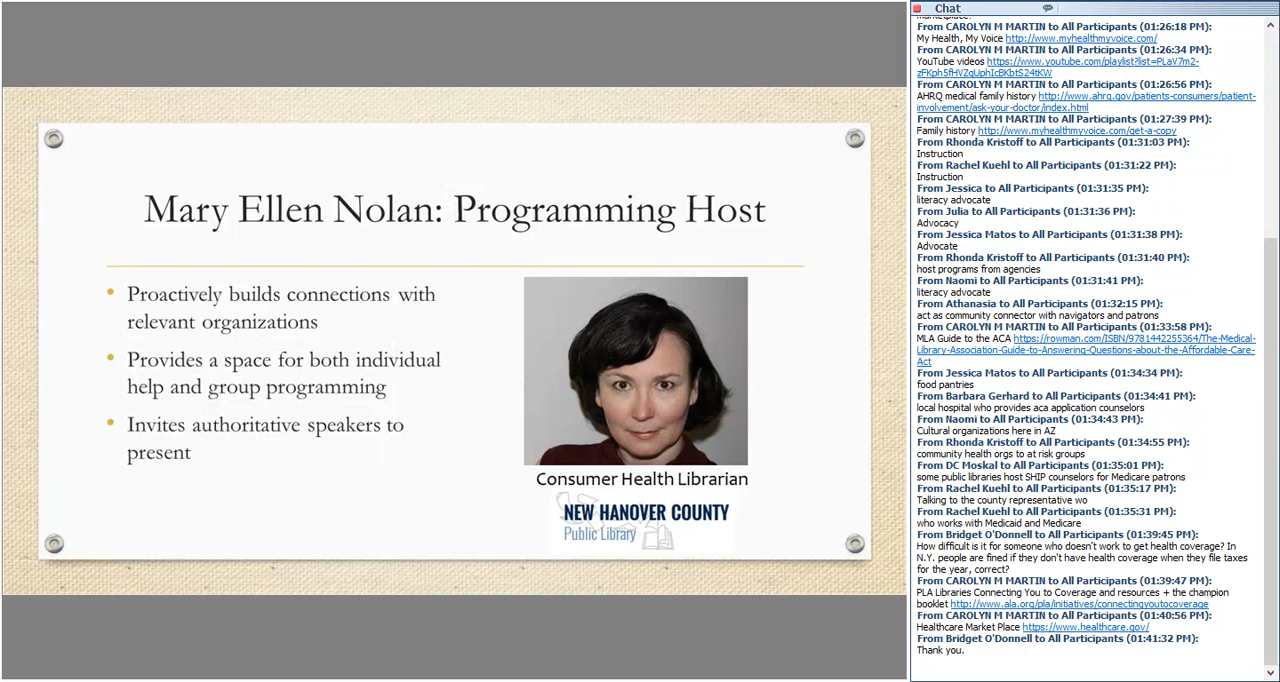 Mary Ellen Nolan: Programming Host
• Proactively builds connections with
relevant organizations
• Provides a space for both individual
help and group programming
• Invites authoritative speakers to
present
Consumer Health Librarian
NEW HANOVER COUNTY
Public Library
Chat
marketplace?
From CAROLYN M MARTIN to All Participants (01:26:18 PM):
My Health, My Voice http://www.myhealthmyvoice.com/
From CAROLYN M MARTIN to All Participants (01:26:34 PM):
YouTube videos https://www.youtube.com/playlist?list=PLaV7m2-
zFKph5fHVZgUphIcBKbtS24tKW
From CAROLYN M MARTIN to All Participants (01:26:56 PM):
AHRQ medical family history http://www.ahrq.gov/patients-consumers/patient-
involvement/ask-your-doctor/index.html
From CAROLYN M MARTIN to All Participants (01:27:39 PM):
Family history http://www.myhealthmyvoice.com/get-a-copy
From Rhonda Kristoff to All Participants (01:31:03 PM):
Instruction
From Rachel Kuehl to All Participants (01:31:22 PM):
Instruction
From Jessica to All Participants (01:31:35 PM):
literacy advocate
From Julia to All Participants (01:31:36 PM):
Advocacy
From Jessica Matos to All Participants (01:31:38 PM):
Advocate
From Rhonda Kristoff to All Participants (01:31:40 PM):
host programs from agencies
From Naomi to All Participants (01:31:41 PM):
literacy advocate
From Athanasia to All Participants (01:32:15 PM):
act as community connector with navigators and patrons
From CAROLYN M MARTIN to All Participants (01:33:58 PM):
MLA Guide to the ACA https://rowman.com/ISBN/9781442255364/The-Medical-
Library-Association-Guide-to-Answering-Questions-about-the-Affordable-Care-
Act
From Jessica Matos to All Participants (01:34:34 PM):
food pantries
From Barbara Gerhard to All Participants (01:34:41 PM):
local hospital who provides aca application counselors
From Naomi to All Participants (01:34:43 PM):
Cultural organizations here in AZ
From Rhonda Kristoff to All Participants (01:34:55 PM):
community health orgs to at risk groups
From DC Moskal to All Participants (01:35:01 PM):
some public libraries host SHIP counselors for Medicare patrons
From Rachel Kuehl to All Participants (01:35:17 PM):
Talking to the county representative wo
From Rachel Kuehl to All Participants (01:35:31 PM):
who works with Medicaid and Medicare
From Bridget O'Donnell to All Participants (01:39:45 PM):
How difficult is it for someone who doesn't work to get health coverage? In
N.Y. people are fined if they don't have health coverage when they file taxes
for the year, correct?
From CAROLYN M MARTIN to All Participants (01:39:47 PM):
PLA Libraries Connecting You to Coverage and resources + the champion
booklet http://www.ala.org/pla/initiatives/connectingyoutocoverage
From CAROLYN M MARTIN to All Participants (01:40:56 PM):
Healthcare Market Place https://www.healthcare.gov/
From Bridget O'Donnell to All Participants (01:41:32 PM):
Thank you.